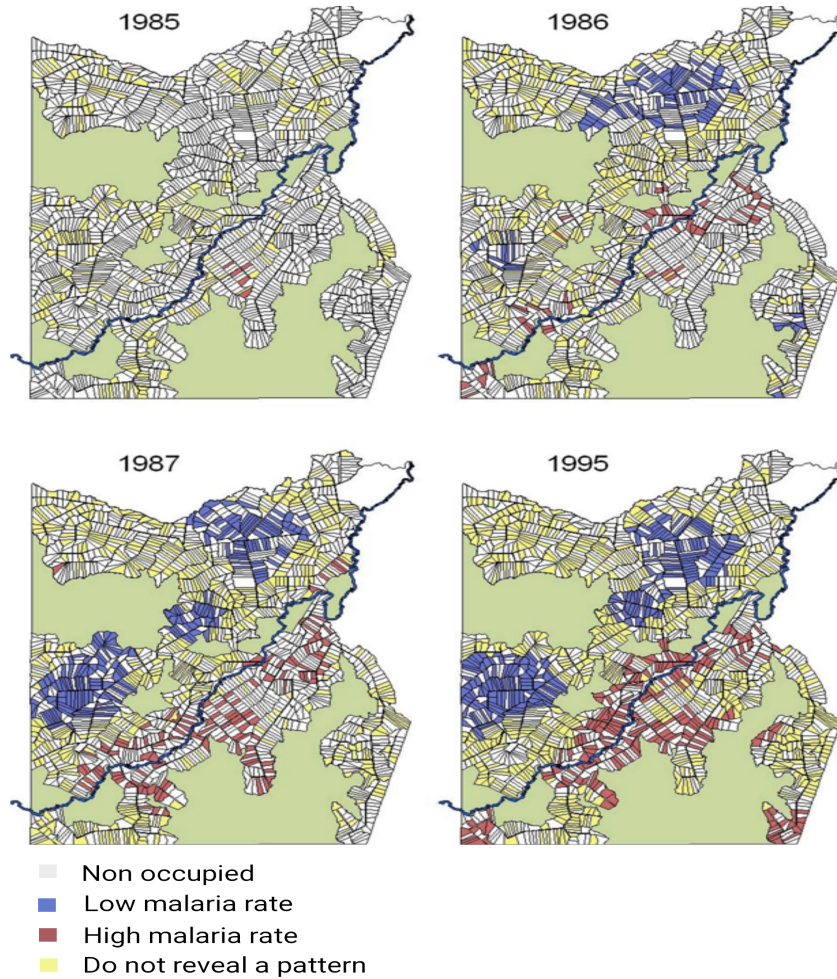 1985
1986
1987
1995
Non occupied
Low malaria rate
High malaria rate
Do not reveal a pattern